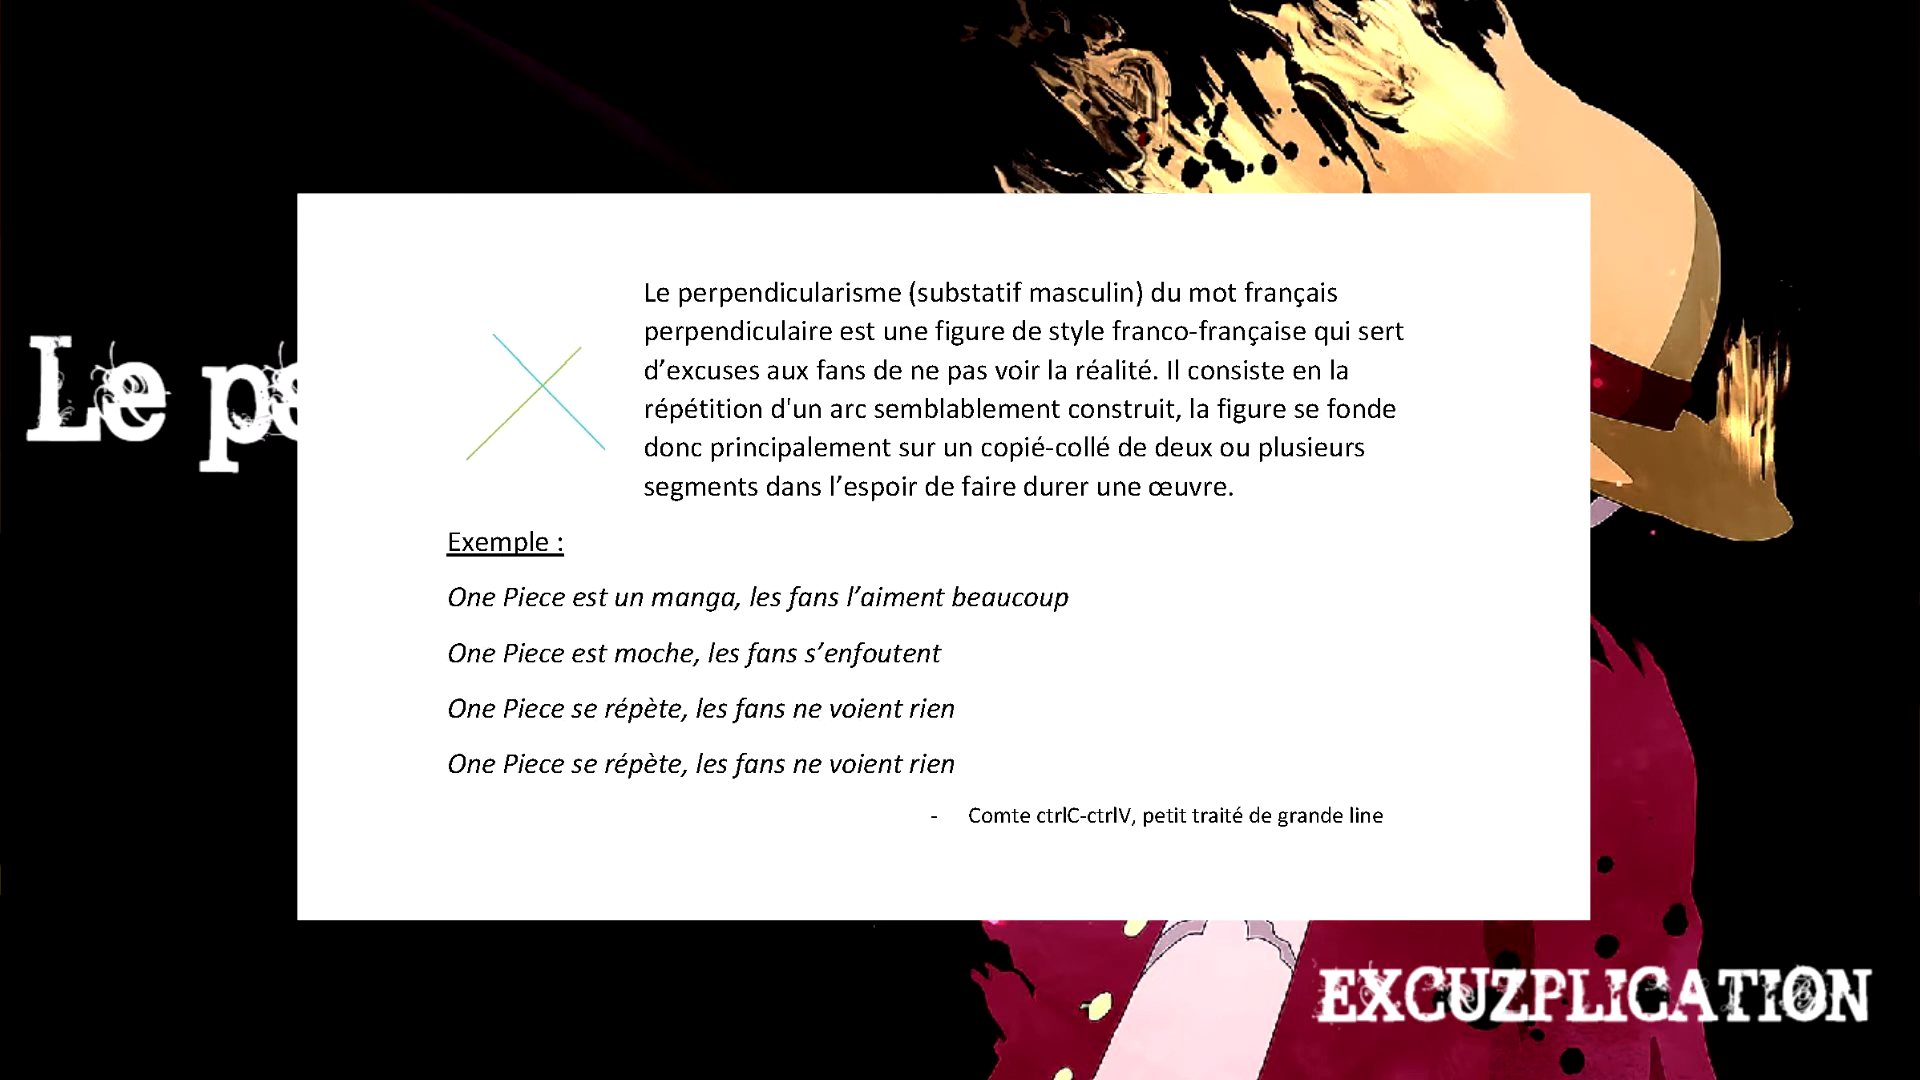 Le pe
Le perpendicularisme (substatif masculin) du mot français
perpendiculaire est une figure de style franco-française qui sert
d’excuses aux fans de ne pas voir la réalité. Il consiste en la
répétition d'un arc semblablement construit, la figure se fonde
donc principalement sur un copié-collé de deux ou plusieurs
segments dans l’espoir de faire durer une œuvre.
Exemple :
One Piece est un manga, les fans l’aiment beaucoup
One Piece est moche, les fans s’enfoutent
One Piece se répète, les fans ne voient rien
One Piece se répète, les fans ne voient rien
- Comte ctrlC-ctrlV, petit traité de grande line
EXCUZPLICATION